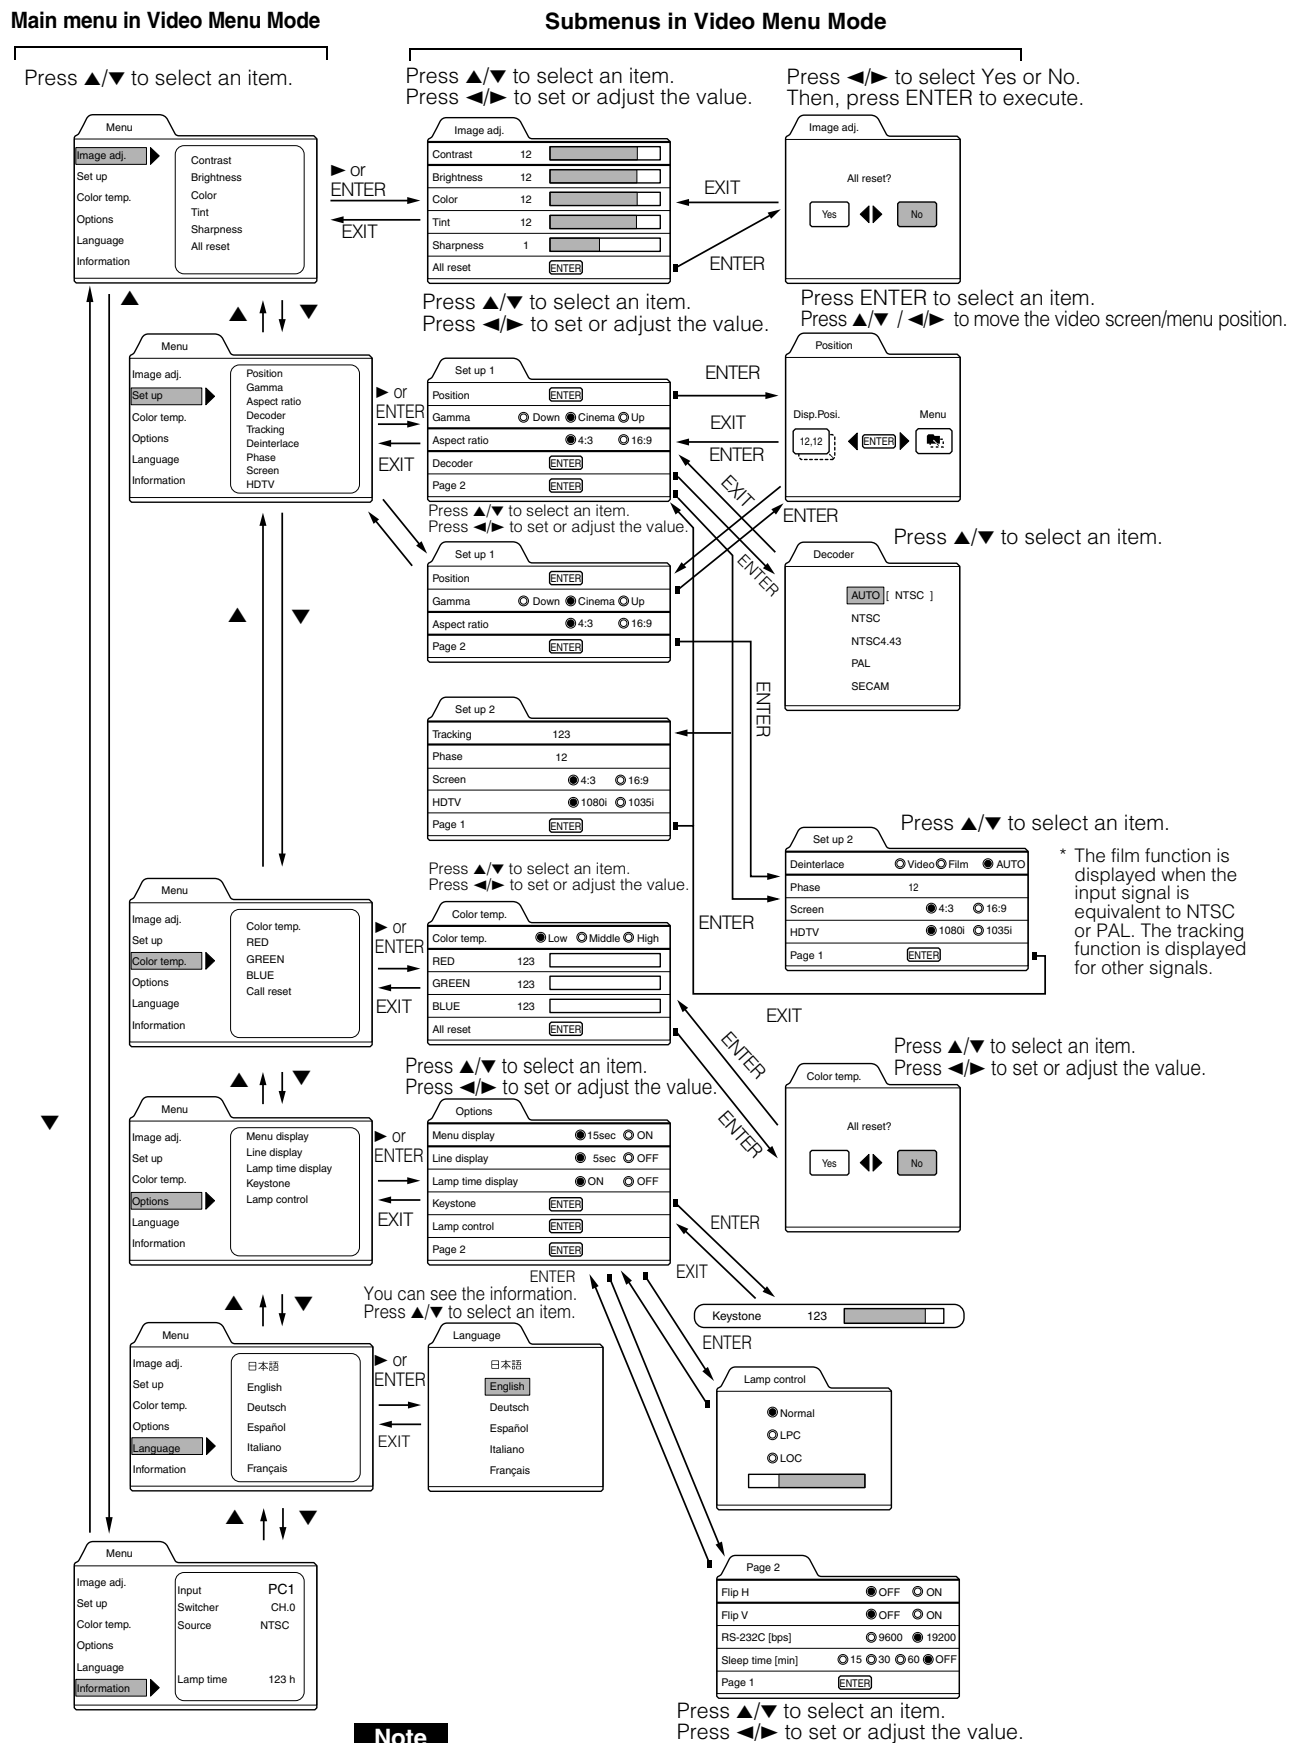 Main menu in Video Menu Mode
Submenus in Video Menu Mode
Press ▲/▼ to select an item.
Press ▲/▼ to select an item.
Press ◄/► to set or adjust the value.
Press ◄/► to select Yes or No.
Then, press ENTER to execute.
Menu
Image adj.
Set up
Color temp.
Options
Language
Information
Contrast
Brightness
Color
Tint
Sharpness
All reset
► or
ENTER
EXIT
Image adj.
Contrast 12
Brightness 12
Color 12
Tint 12
Sharpness 1
All reset ENTER
EXIT
ENTER
Image adj.
All reset?
Yes ◄► No
▲
▲ ▼
Press ▲/▼ to select an item.
Press ◄/► to set or adjust the value.
Press ENTER to select an item.
Press ▲/▼ / ◄/► to move the video screen/menu position.
Menu
Image adj.
Set up
Color temp.
Options
Language
Information
Position
Gamma
Aspect ratio
Decoder
Tracking
Deinterlace
Phase
Screen
HDTV
► or
ENTER
EXIT
Set up 1
Position ENTER
Gamma Down Cinema Up
Aspect ratio 4:3 16:9
Decoder ENTER
Page 2 ENTER
ENTER
EXIT
ENTER
Position
Disp.Posi. Menu
12,12 ◄ ENTER ►
EXIT
ENTER
ENTER
Press ▲/▼ to select an item.
Press ◄/► to set or adjust the value.
Set up 1
Position ENTER
Gamma Down Cinema Up
Aspect ratio 4:3 16:9
Page 2 ENTER
Press ▲/▼ to select an item.
Decoder
AUTO [ NTSC ]
NTSC
NTSC4.43
PAL
SECAM
▲ ▼
ENTER
Set up 2
Tracking 123
Phase 12
Screen 4:3 16:9
HDTV 1080i 1035i
Page 1 ENTER
Press ▲/▼ to select an item.
Set up 2
Deinterlace Video Film AUTO
Phase 12
Screen 4:3 16:9
HDTV 1080i 1035i
Page 1 ENTER
* The film function is
displayed when the
input signal is
equivalent to NTSC
or PAL. The tracking
function is displayed
for other signals.
Press ▲/▼ to select an item.
Press ◄/► to set or adjust the value.
Menu
Image adj.
Set up
Color temp.
Options
Language
Information
Color temp.
RED
GREEN
BLUE
Call reset
► or
ENTER
EXIT
Color temp.
Color temp. Low Middle High
RED 123
GREEN 123
BLUE 123
All reset ENTER
ENTER
EXIT
ENTER
ENTER
Press ▲/▼ to select an item.
Press ◄/► to set or adjust the value.
Color temp.
All reset?
Yes ◄► No
▲ ▼
▼
Press ▲/▼ to select an item.
Press ◄/► to set or adjust the value.
Menu
Image adj.
Set up
Color temp.
Options
Language
Information
Menu display
Line display
Lamp time display
Keystone
Lamp control
► or
ENTER
EXIT
Options
Menu display 15sec ON
Line display 5sec OFF
Lamp time display ON OFF
Keystone ENTER
Lamp control ENTER
Page 2 ENTER
ENTER
EXIT
ENTER
Keystone 123
ENTER
▲ ▼
You can see the information.
Press ▲/▼ to select an item.
Menu
Image adj.
Set up
Color temp.
Options
Language
Information
日本語
English
Deutsch
Español
Italiano
Français
► or
ENTER
EXIT
Language
日本語
English
Deutsch
Español
Italiano
Français
Lamp control
Normal
LPC
LOC
▲ ▼
Menu
Image adj.
Set up
Color temp.
Options
Language
Information
Input PC1
Switcher CH.0
Source NTSC
Lamp time 123 h
Page 2
Flip H OFF ON
Flip V OFF ON
RS-232C [bps] 9600 19200
Sleep time [min] 15 30 60 OFF
Page 1 ENTER
Press ▲/▼ to select an item.
Press ◄/► to set or adjust the value.
Note